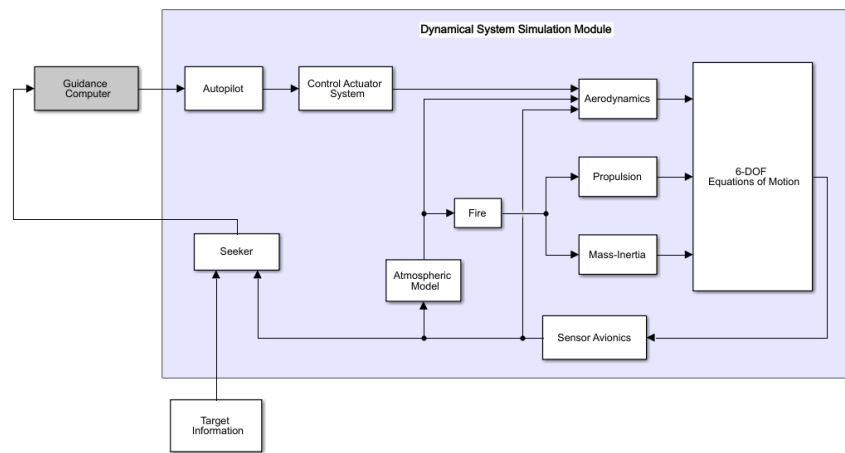 Dynamical System Simulation Module
Guidance
Computer
Autopilot
Control Actuator
System
Aerodynamics
6-DOF
Equations of Motion
Propulsion
Fire
Seeker
Mass-Inertia
Atmospheric
Model
Sensor Avionics
Target
Information